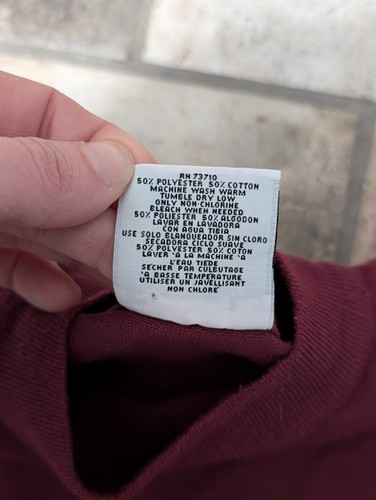 RN 73710
50% POLYESTER 50% COTTON
MACHINE WASH WARM
TUMBLE DRY LOW
ONLY NON-CHLORINE
BLEACH WHEN NEEDED
50% POLIESTER 50% ALGODON
LAVAR EN LAVADORA
CON AGUA TIBIA
USE SOLO BLANQUEADOR SIN CLORO
SECADORA CICLO SUAVE
50% POLYESTER 50% COTON
LAVER `A LA MACHINE `A
L'EAU TIEDE
SECHER PAR CULBUTAGE
`A BASSE TEMPERATURE
UTILISER UN JAVELLISANT
NON CHLORE